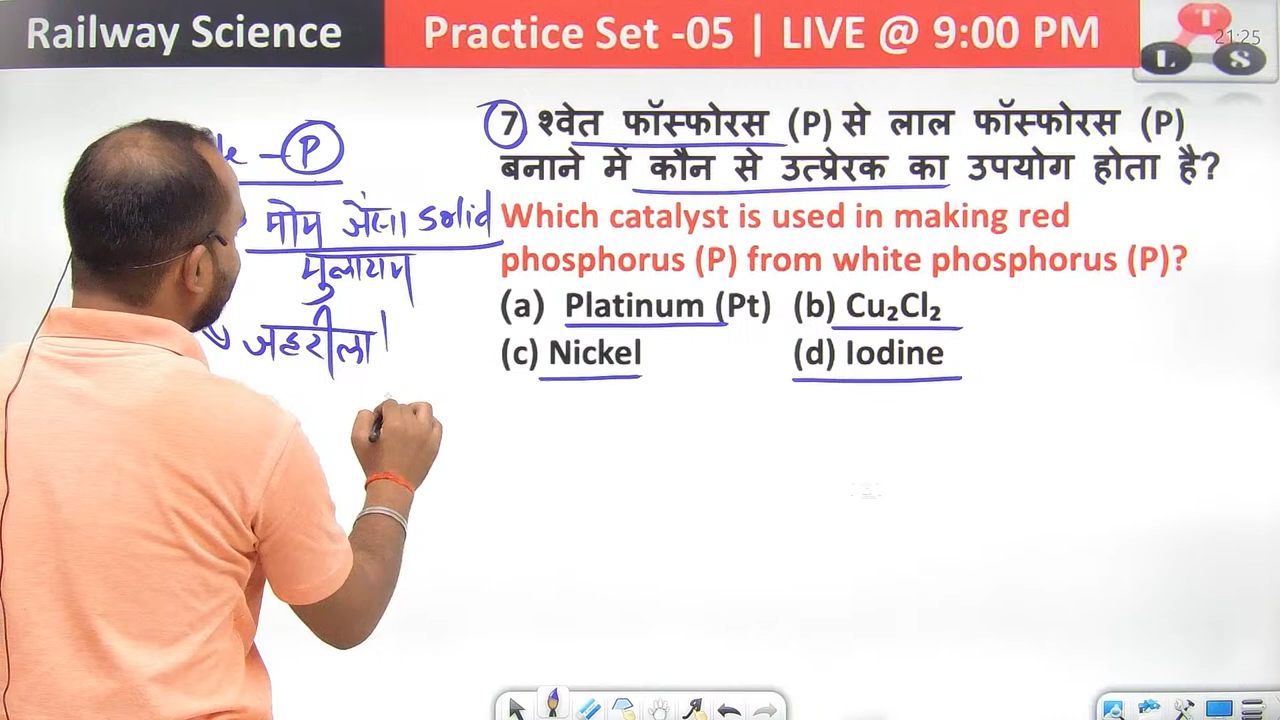 Railway Science
Practice Set -05 | LIVE @ 9:00 PM
T
L S
21:25
P
मोम जैसा solid
मुलायम
जहरीला
7 श्वेत फॉस्फोरस (P) से लाल फॉस्फोरस (P)
बनाने में कौन से उत्प्रेरक का उपयोग होता है?
Which catalyst is used in making red
phosphorus (P) from white phosphorus (P)?
(a) Platinum (Pt) (b) Cu₂Cl₂
(c) Nickel (d) Iodine